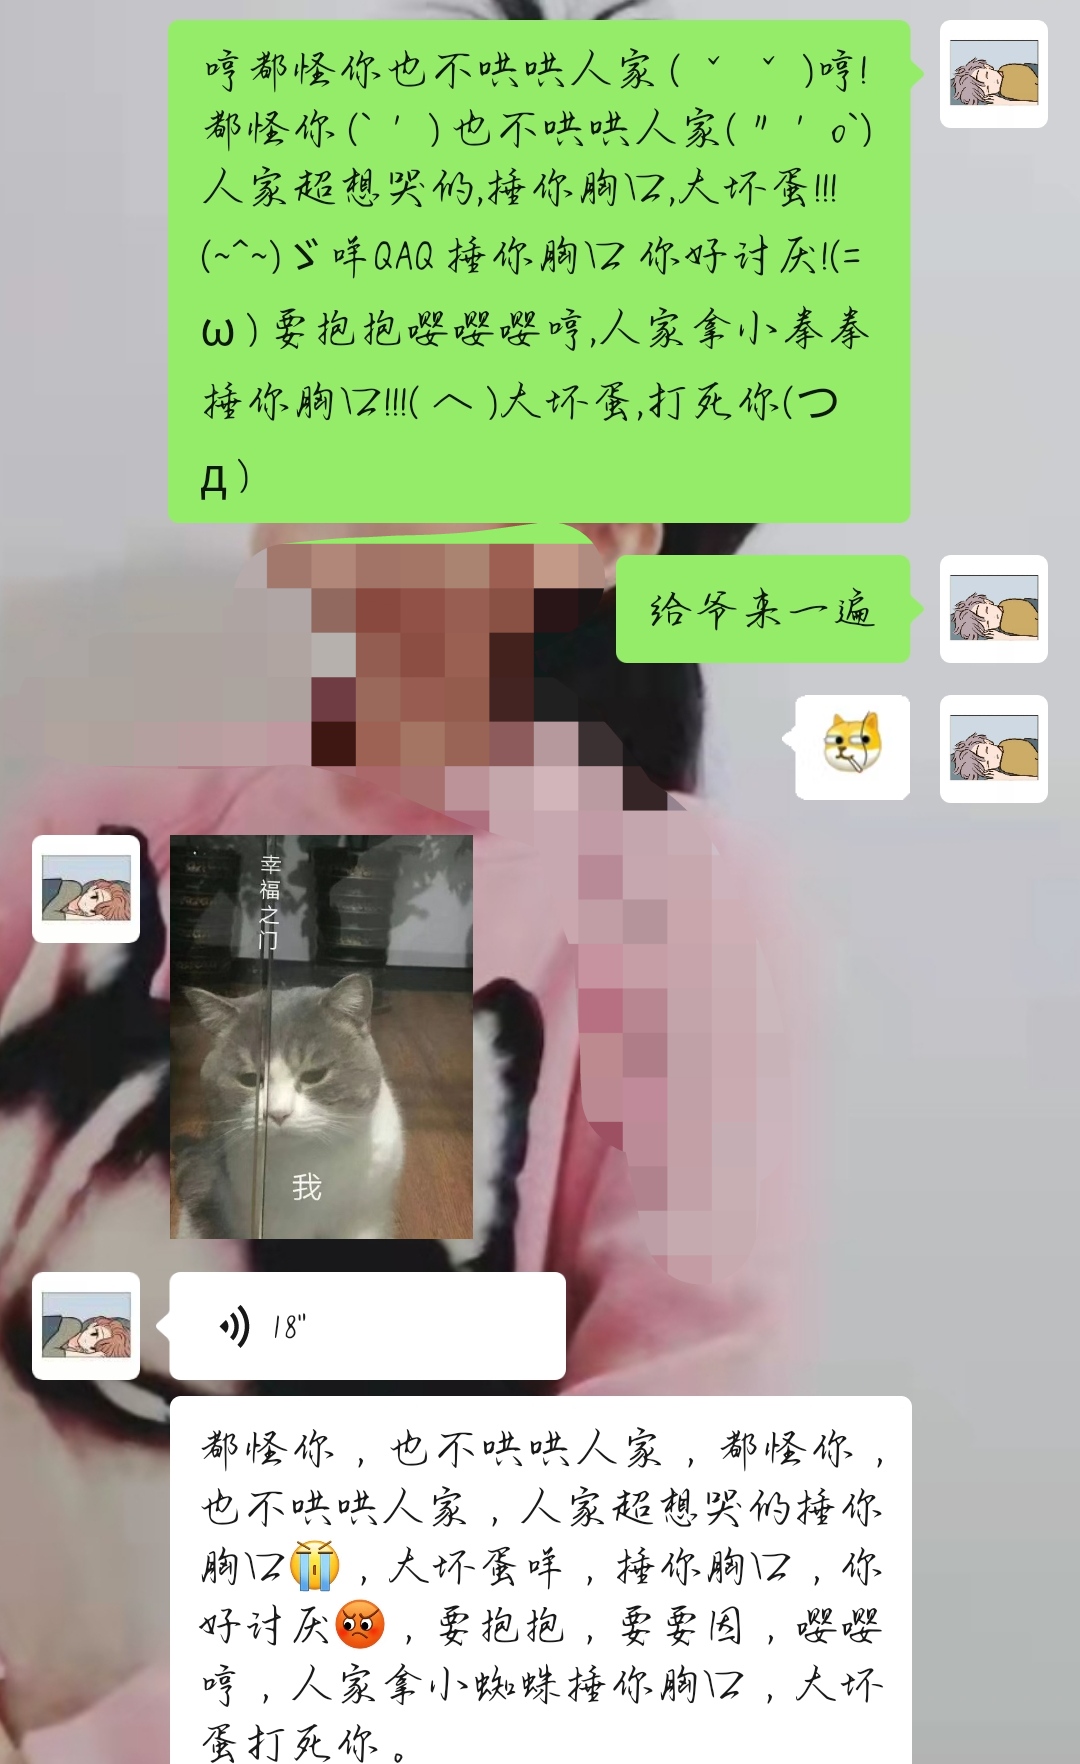 哼都怪你也不哄哄人家(ˇ ˇ)哼!
都怪你(`′)也不哄哄人家(〃′o`)
人家超想哭的,捶你胸口,大坏蛋!!!
(~^~)ゞ咩QAQ捶你胸口 你好讨厌!(=
ω)要抱抱嘤嘤嘤哼,人家拿小拳拳
捶你胸口!!!(︿)大坏蛋,打死你(つ
д)
给爷来一遍
幸福之门
我
18"
都怪你，也不哄哄人家，都怪你，
也不哄哄人家，人家超想哭的捶你
胸口😭，大坏蛋咩，捶你胸口，你
好讨厌😡，要抱抱，要要因，嘤嘤
哼，人家拿小蜘蛛捶你胸口，大坏
蛋打死你。